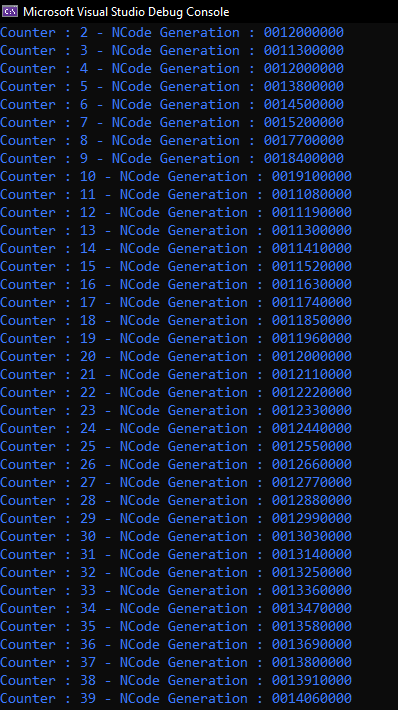 Microsoft Visual Studio Debug Console
Counter : 2 - NCode Generation : 0012000000
Counter : 3 - NCode Generation : 0011300000
Counter : 4 - NCode Generation : 0012000000
Counter : 5 - NCode Generation : 0013800000
Counter : 6 - NCode Generation : 0014500000
Counter : 7 - NCode Generation : 0015200000
Counter : 8 - NCode Generation : 0017700000
Counter : 9 - NCode Generation : 0018400000
Counter : 10 - NCode Generation : 0019100000
Counter : 11 - NCode Generation : 0011080000
Counter : 12 - NCode Generation : 0011190000
Counter : 13 - NCode Generation : 0011300000
Counter : 14 - NCode Generation : 0011410000
Counter : 15 - NCode Generation : 0011520000
Counter : 16 - NCode Generation : 0011630000
Counter : 17 - NCode Generation : 0011740000
Counter : 18 - NCode Generation : 0011850000
Counter : 19 - NCode Generation : 0011960000
Counter : 20 - NCode Generation : 0012000000
Counter : 21 - NCode Generation : 0012110000
Counter : 22 - NCode Generation : 0012220000
Counter : 23 - NCode Generation : 0012330000
Counter : 24 - NCode Generation : 0012440000
Counter : 25 - NCode Generation : 0012550000
Counter : 26 - NCode Generation : 0012660000
Counter : 27 - NCode Generation : 0012770000
Counter : 28 - NCode Generation : 0012880000
Counter : 29 - NCode Generation : 0012990000
Counter : 30 - NCode Generation : 0013030000
Counter : 31 - NCode Generation : 0013140000
Counter : 32 - NCode Generation : 0013250000
Counter : 33 - NCode Generation : 0013360000
Counter : 34 - NCode Generation : 0013470000
Counter : 35 - NCode Generation : 0013580000
Counter : 36 - NCode Generation : 0013690000
Counter : 37 - NCode Generation : 0013800000
Counter : 38 - NCode Generation : 0013910000
Counter : 39 - NCode Generation : 0014060000